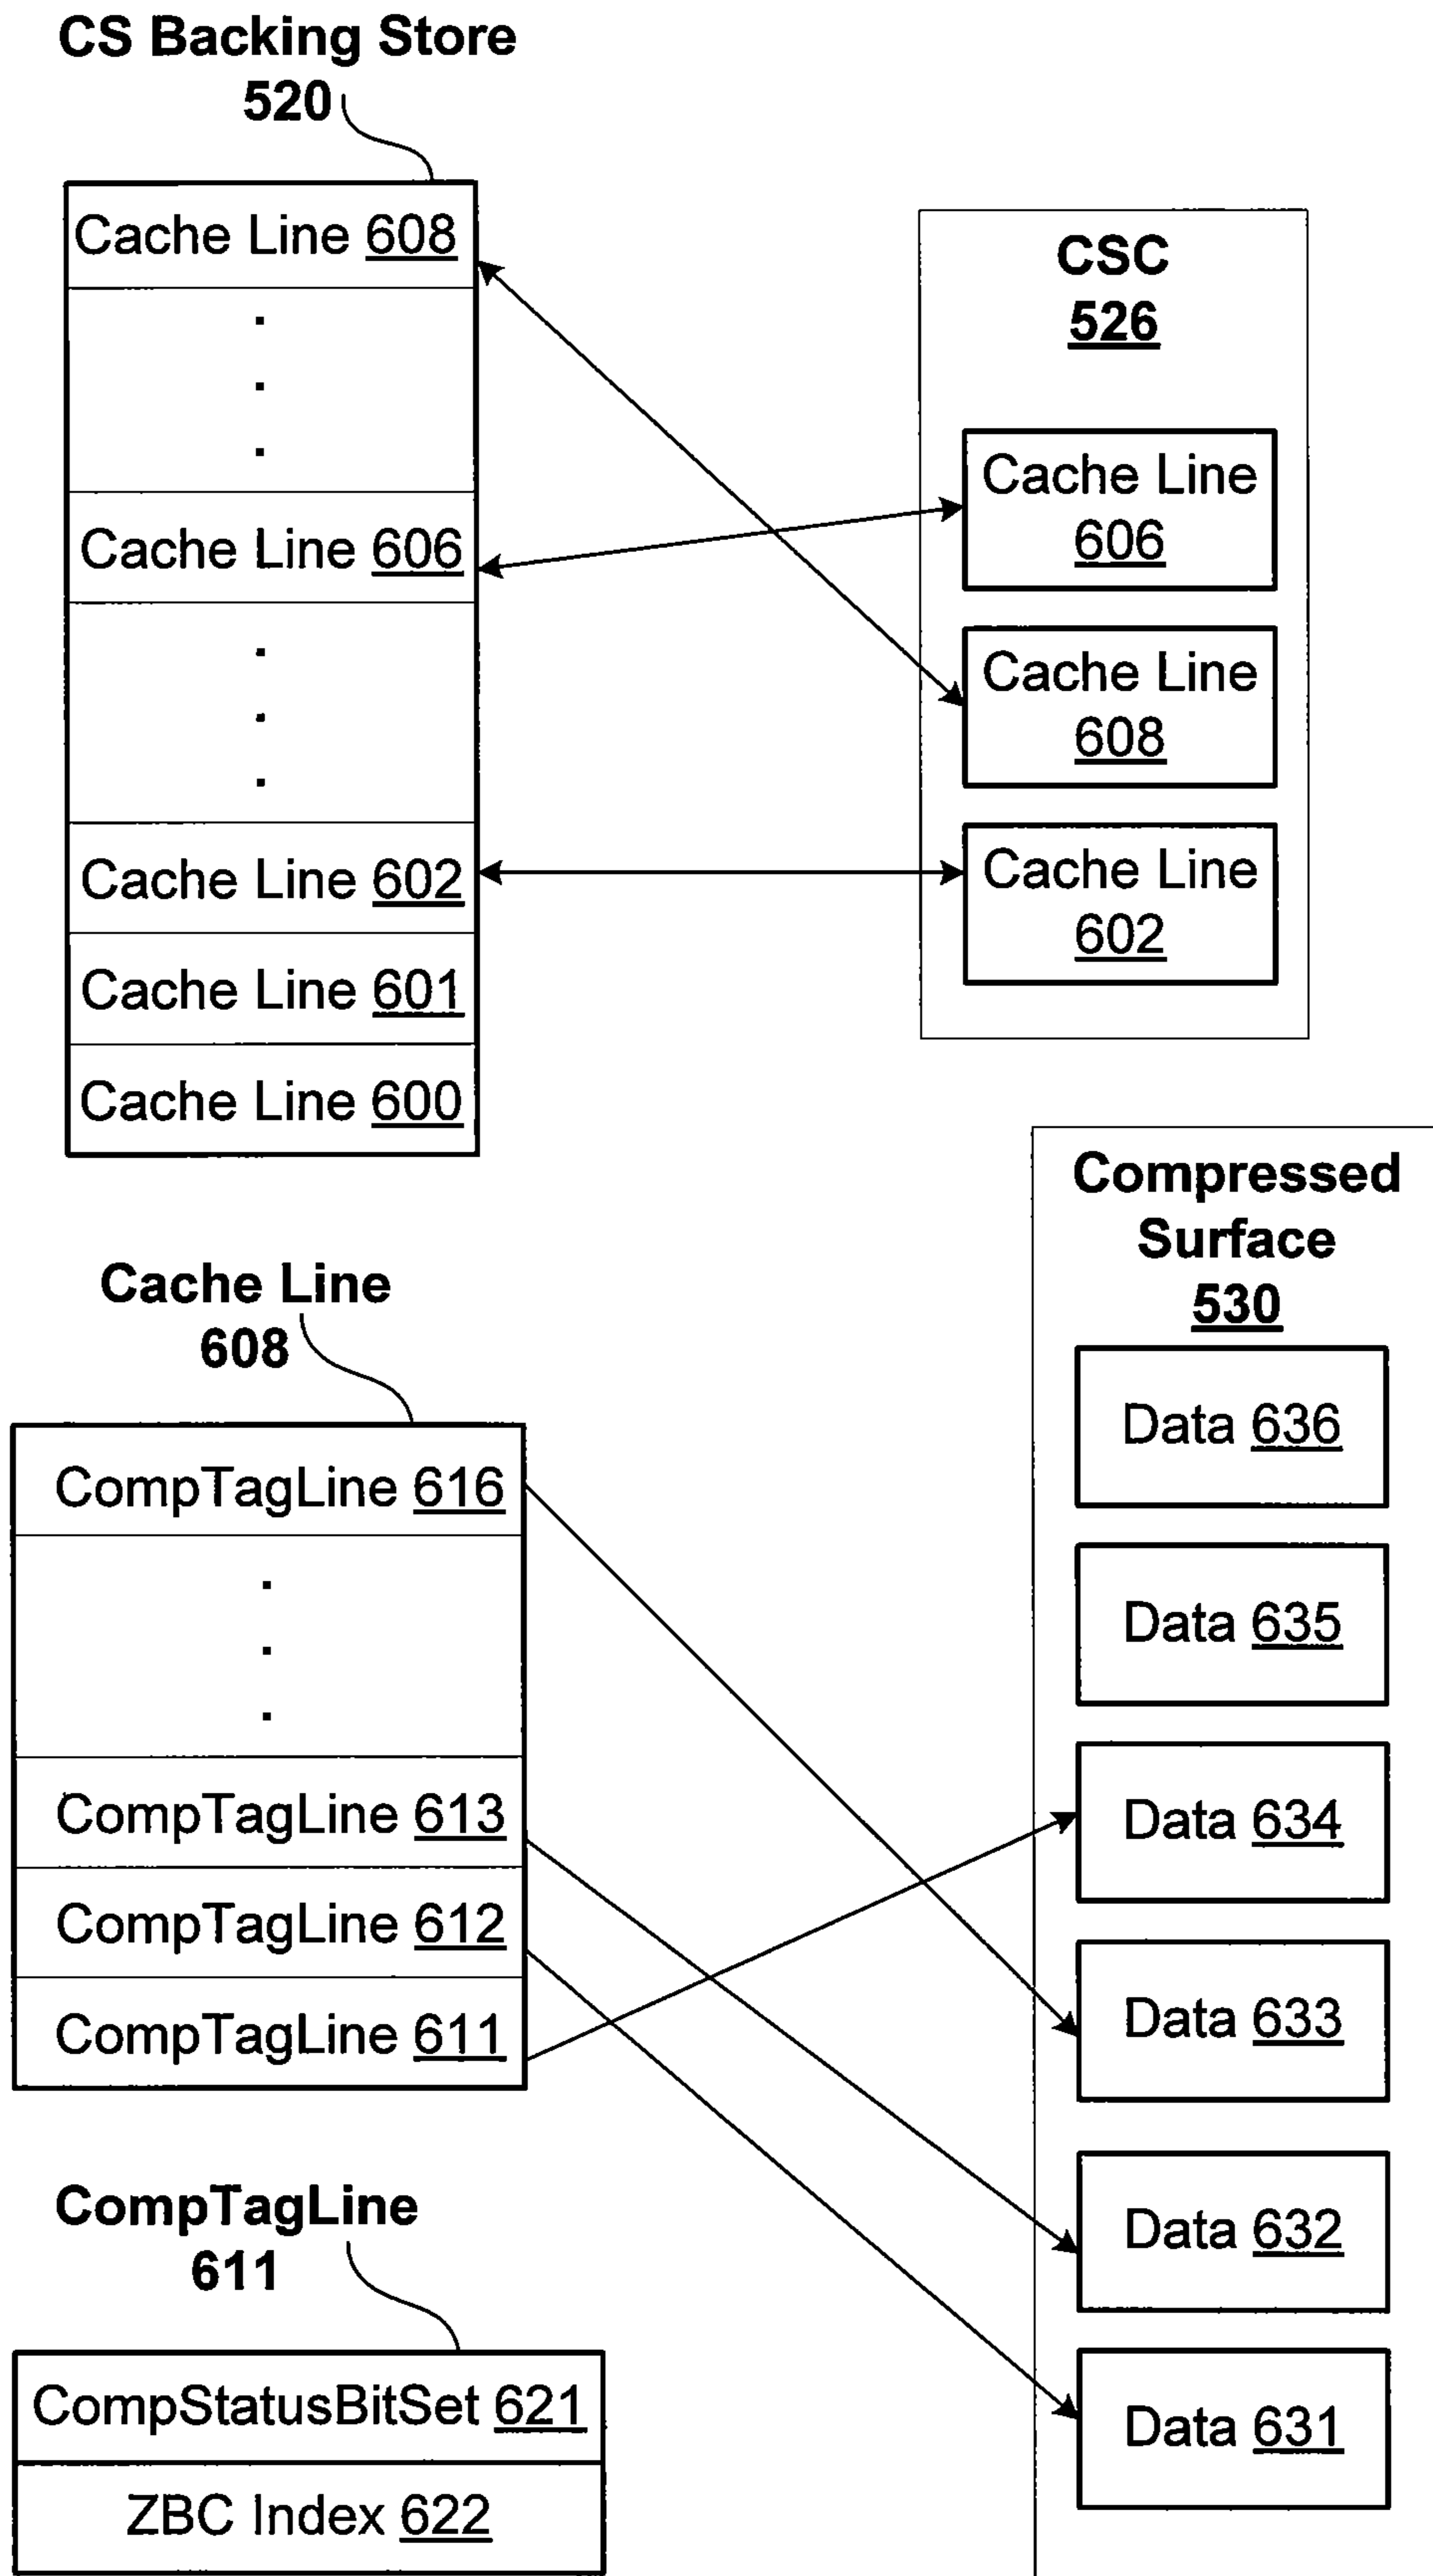 CS Backing Store
520
Cache Line 608
Cache Line 606
Cache Line 602
Cache Line 601
Cache Line 600
CSC
526
Cache Line
606
Cache Line
608
Cache Line
602
Cache Line
608
CompTagLine 616
CompTagLine 613
CompTagLine 612
CompTagLine 611
Compressed
Surface
530
Data 636
Data 635
Data 634
Data 633
Data 632
Data 631
CompTagLine
611
CompStatusBitSet 621
ZBC Index 622